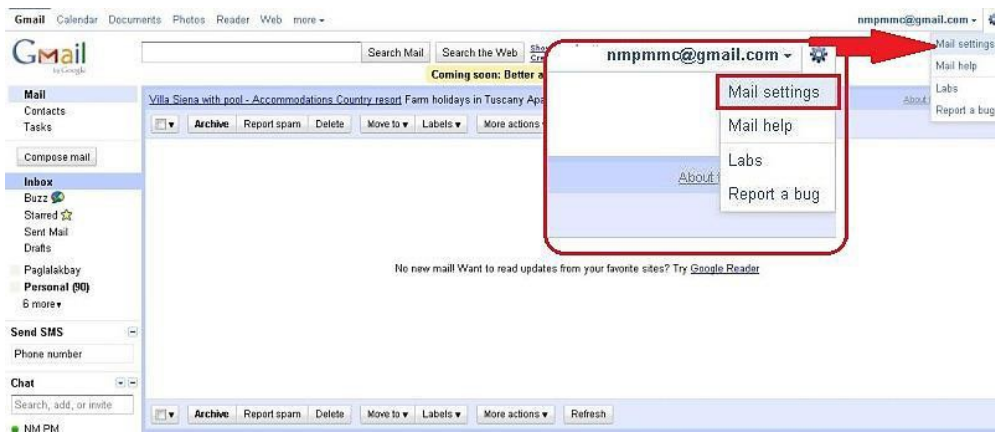 Gmail Calendar Documents Photos Reader Web more
nmpmmc@gmail.com
Gmail
by Google
Search Mail Search the Web
Coming soon: Better a
Mail
Contacts
Tasks
Compose mail
Inbox
Buzz
Starred
Sent Mail
Drafts
Paglalakbay
Personal (90)
6 more
Send SMS
Phone number
Chat
Search, add, or invite
NM PM
Villa Siena with pool - Accommodations Country resort Farm holidays in Tuscany Apa
Archive Report spam Delete Move to Labels More actions
No new mail! Want to read updates from your favorite sites? Try Google Reader
Archive Report spam Delete Move to Labels More actions Refresh
nmpmmc@gmail.com
Mail settings
Mail help
Labs
Report a bug
About
Mail settings
Mail help
Labs
Report a bug
About